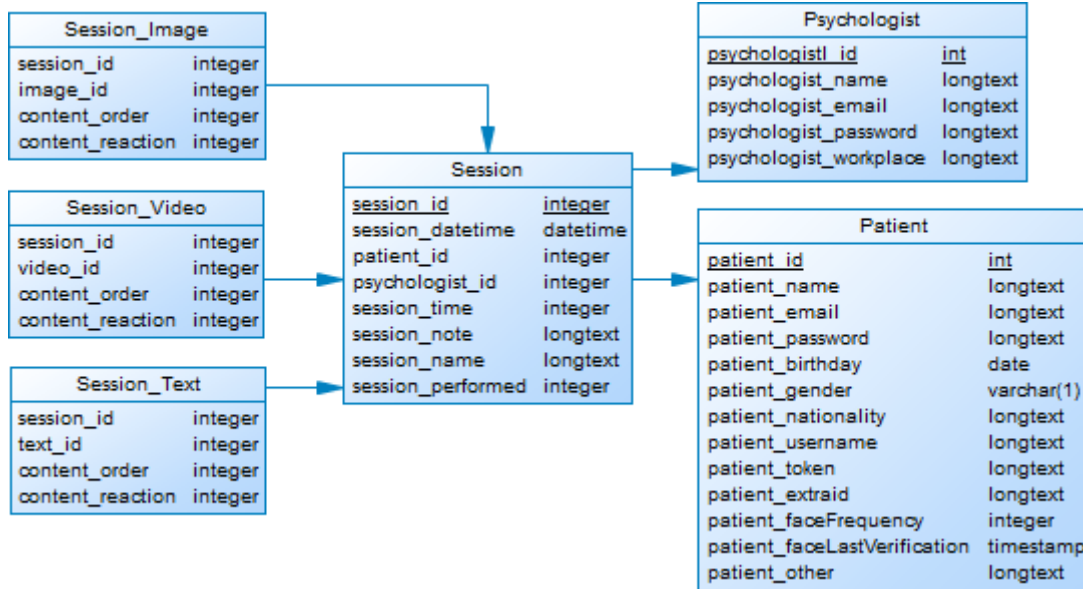 Session_Image
session_id integer
image_id integer
content_order integer
content_reaction integer
Session_Video
session_id integer
video_id integer
content_order integer
content_reaction integer
Session_Text
session_id integer
text_id integer
content_order integer
content_reaction integer
Session
session_id integer
session_datetime datetime
patient_id integer
psychologist_id integer
session_time integer
session_note longtext
session_name longtext
session_performed integer
Psychologist
psychologistl_id int
psychologist_name longtext
psychologist_email longtext
psychologist_password longtext
psychologist_workplace longtext
Patient
patient_id int
patient_name longtext
patient_email longtext
patient_password longtext
patient_birthday date
patient_gender varchar(1)
patient_nationality longtext
patient_username longtext
patient_token longtext
patient_extraid longtext
patient_faceFrequency integer
patient_faceLastVerification timestamp
patient_other longtext